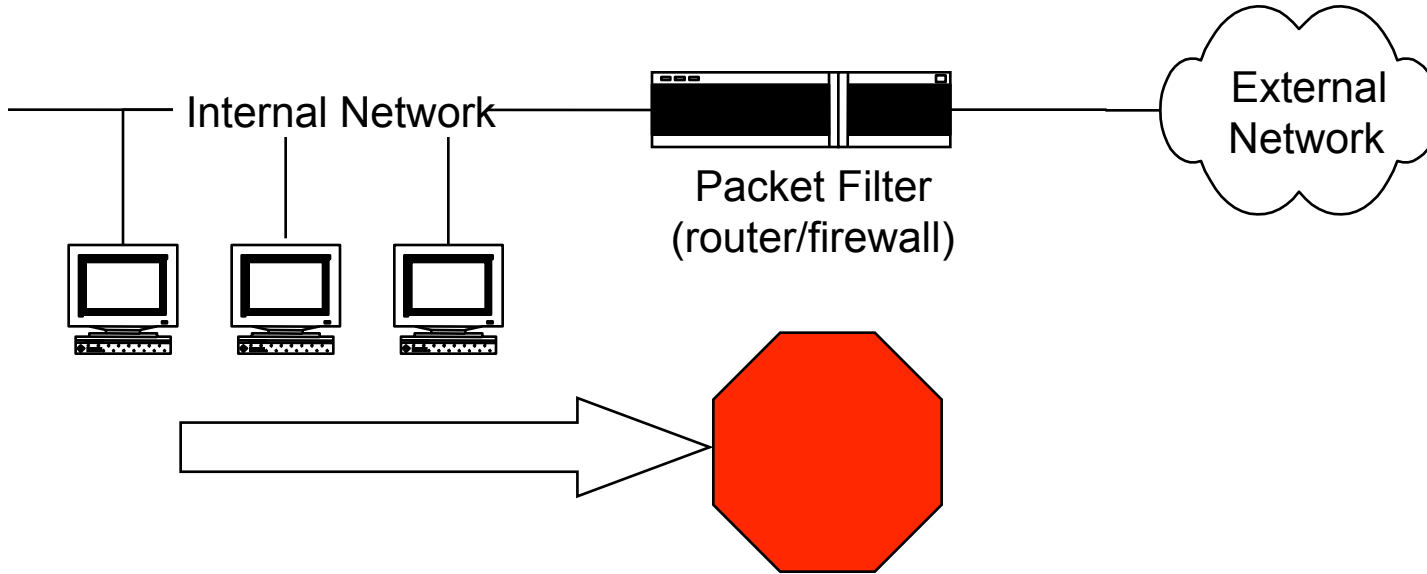 Internal Network
External
Network
Packet Filter
(router/firewall)